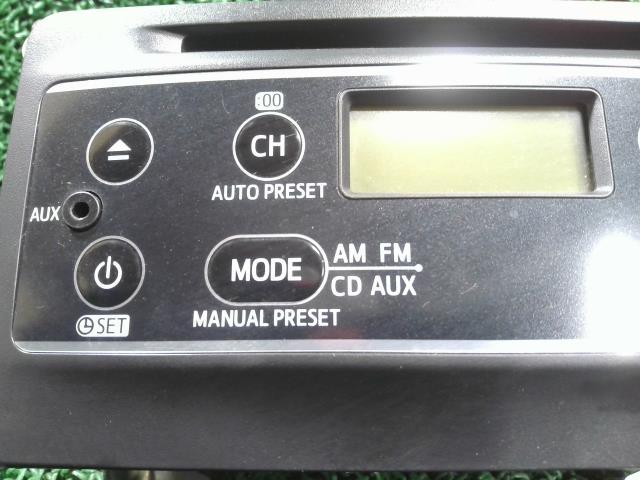 :00
CH
AUTO PRESET
AUX
MODE
AM FM
CD AUX
SET
MANUAL PRESET